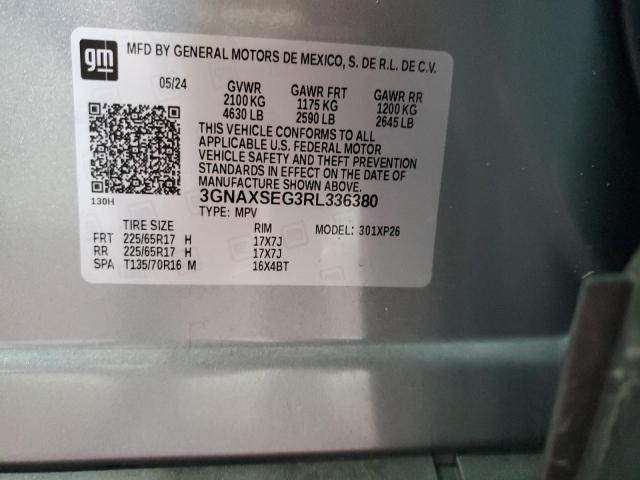 gm MFD BY GENERAL MOTORS DE MEXICO, S. DE R.L. DE C.V.
05/24 GVWR GAWR FRT GAWR RR
2100 KG 1175 KG 1200 KG
4630 LB 2590 LB 2645 LB
THIS VEHICLE CONFORMS TO ALL
APPLICABLE U.S. FEDERAL MOTOR
VEHICLE SAFETY AND THEFT PREVENTION
STANDARDS IN EFFECT ON THE DATE OF
MANUFACTURE SHOWN ABOVE.
130H 3GNAXSEG3RL336380
TYPE: MPV
TIRE SIZE RIM MODEL: 301XP26
FRT 225/65R17 H 17X7J
RR 225/65R17 H 17X7J
SPA T135/70R16 M 16X4BT